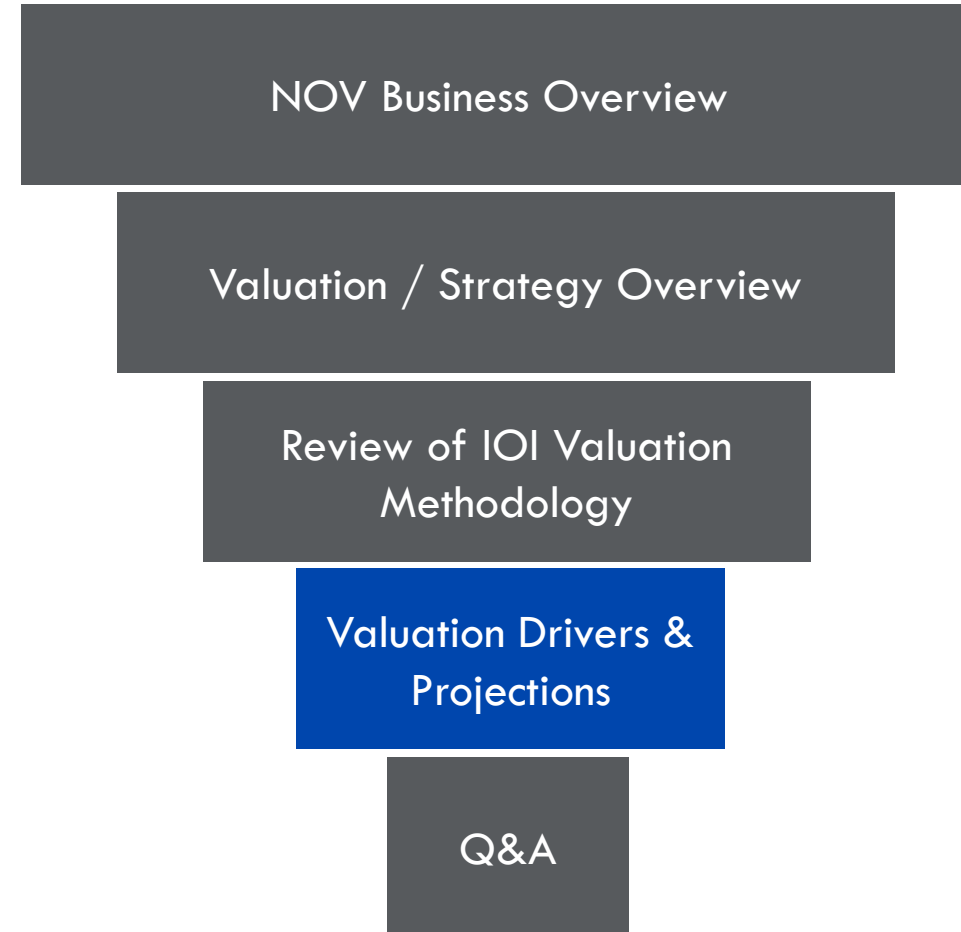 NOV Business Overview
Valuation / Strategy Overview
Review of IOI Valuation
Methodology
Valuation Drivers &
Projections
Q&A